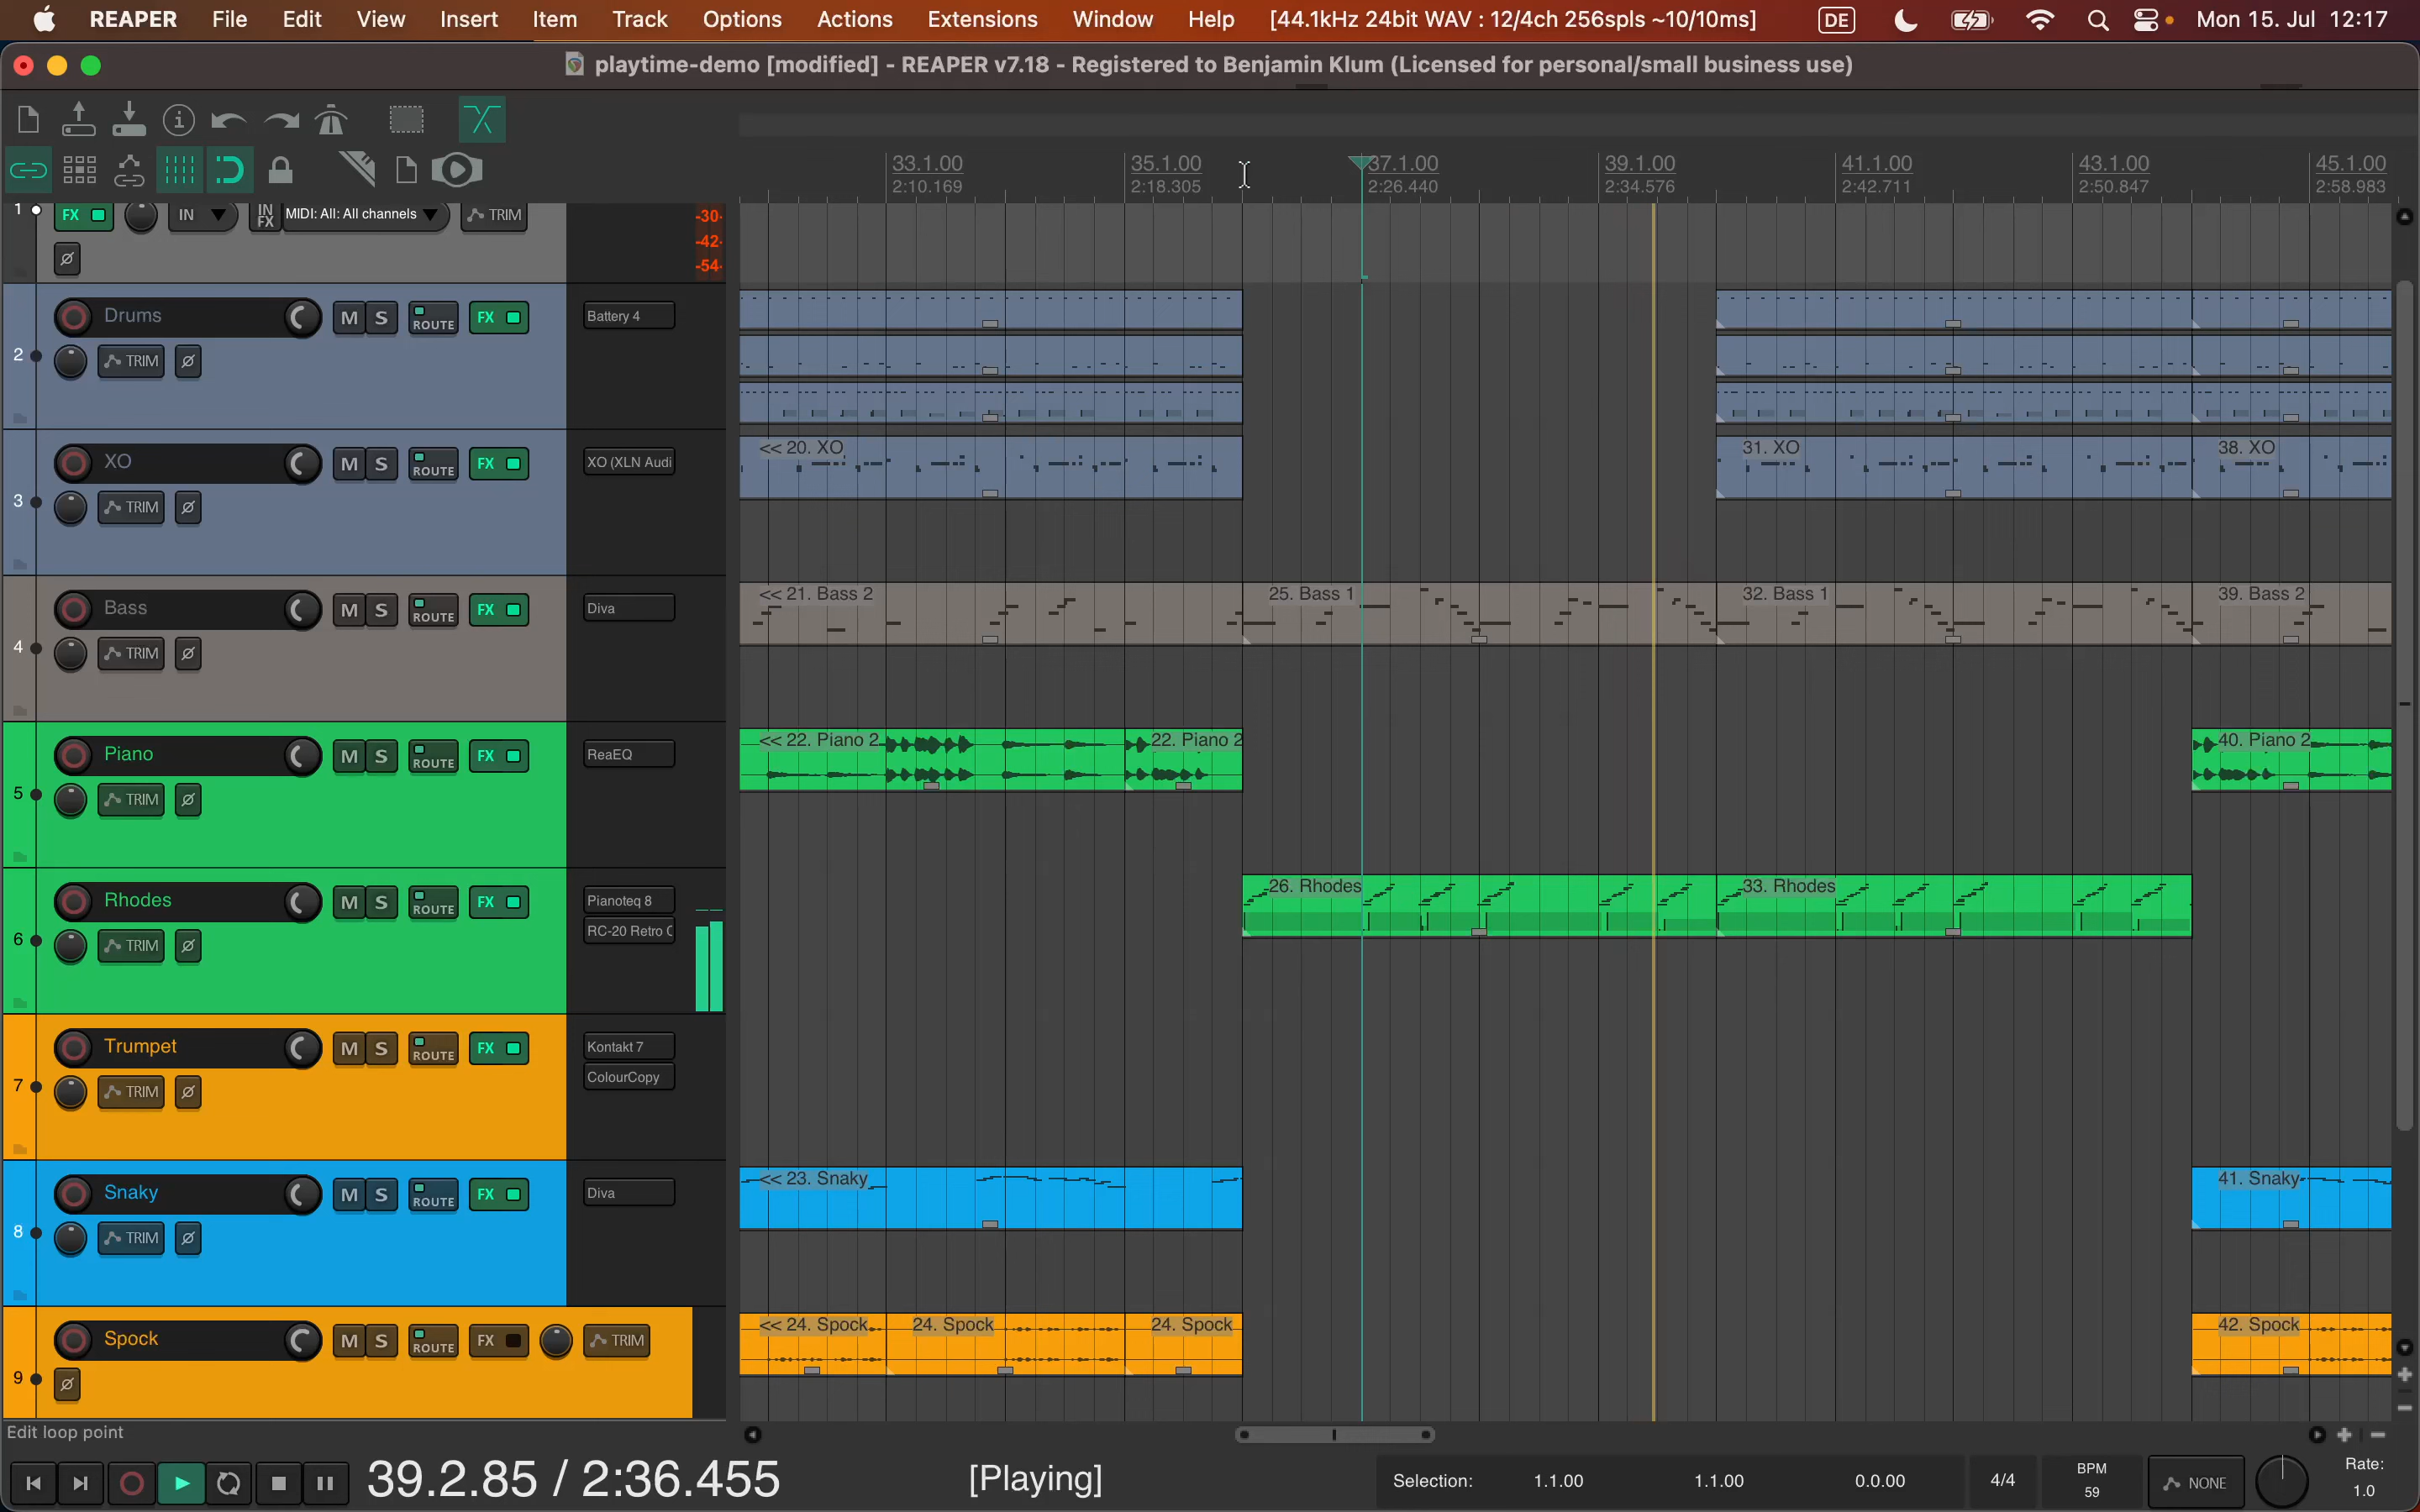 REAPER File Edit View Insert Item Track Options Actions Extensions Window Help [44.1kHz 24bit WAV : 12/4ch 256spls ~10/10ms] DE Mon 15. Jul 12:17
playtime-demo [modified] - REAPER v7.18 - Registered to Benjamin Klum (Licensed for personal/small business use)
33.1.00 35.1.00 37.1.00 39.1.00 41.1.00 43.1.00 45.1.00
2:10.169 2:18.305 2:26.440 2:34.576 2:42.711 2:50.847 2:58.983
1 FX IN IN FX MIDI: All: All channels TRIM -30-
-42-
Ø -54-
Drums M S ROUTE FX Battery 4
2 TRIM Ø
XO M S ROUTE FX XO (XLN Audi << 20. XO 31. XO 38. XO
3 TRIM Ø
Bass M S ROUTE FX Diva << 21. Bass 2 25. Bass 1 32. Bass 1 39. Bass 2
4 TRIM Ø
Piano M S ROUTE FX ReaEQ << 22. Piano 2 22. Piano 2 40. Piano 2
5 TRIM Ø
Rhodes M S ROUTE FX Pianoteq 8 26. Rhodes 33. Rhodes
RC-20 Retro C
6 TRIM Ø
Trumpet M S ROUTE FX Kontakt 7
ColourCopy
7 TRIM Ø
Snaky M S ROUTE FX Diva << 23. Snaky 41. Snaky
8 TRIM Ø
Spock M S ROUTE FX TRIM << 24. Spock 24. Spock 24. Spock 42. Spock
9 Ø
Edit loop point
39.2.85 / 2:36.455 [Playing] Selection: 1.1.00 1.1.00 0.0.00 4/4 BPM 59 NONE Rate: 1.0